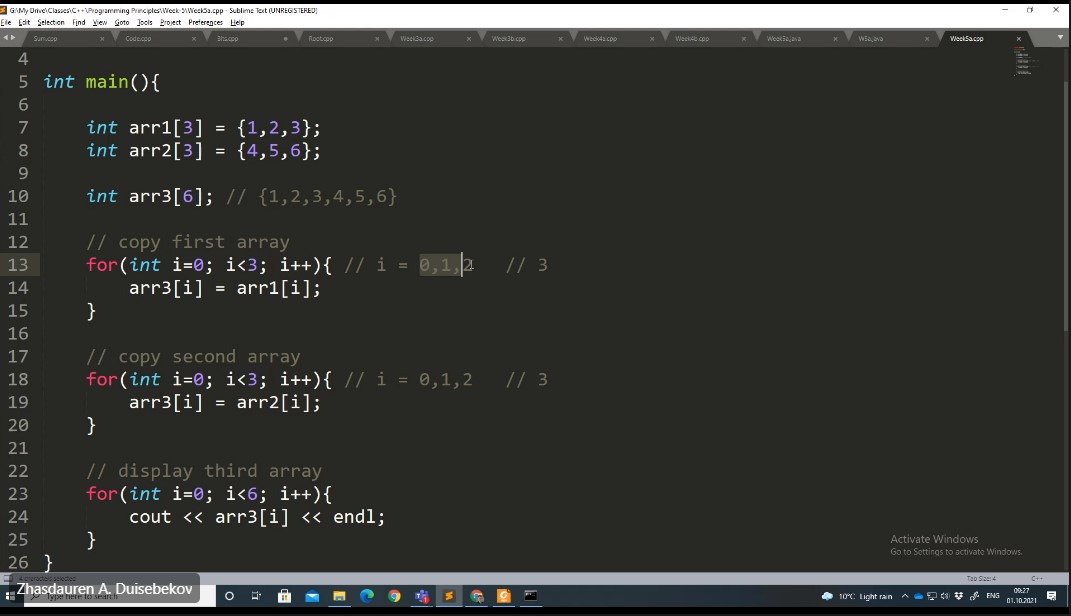 G:\My Drive\Classes\C++\Programming Principles\Week-5\Week5a.cpp - Sublime Text (UNREGISTERED)
File Edit Selection Find View Goto Tools Project Preferences Help
Sum.cpp Code.cpp Bits.cpp Root.cpp Week3a.cpp Week3b.cpp Week4a.cpp Week4b.cpp Week5a.java W5a.java Week5a.cpp
4
5 int main(){
6
7 int arr1[3] = {1,2,3};
8 int arr2[3] = {4,5,6};
9
10 int arr3[6]; // {1,2,3,4,5,6}
11
12 // copy first array
13 for(int i=0; i<3; i++){ // i = 0,1,2 // 3
14 arr3[i] = arr1[i];
15 }
16
17 // copy second array
18 for(int i=0; i<3; i++){ // i = 0,1,2 // 3
19 arr3[i] = arr2[i];
20 }
21
22 // display third array
23 for(int i=0; i<6; i++){
24 cout << arr3[i] << endl;
25 }
26 }
Activate Windows
Go to Settings to activate Windows.
characters selected Tab Size: 4 C++
Zhasdauren A. Duisebekov
10°C Light rain ENG 09:27
01.10.2021